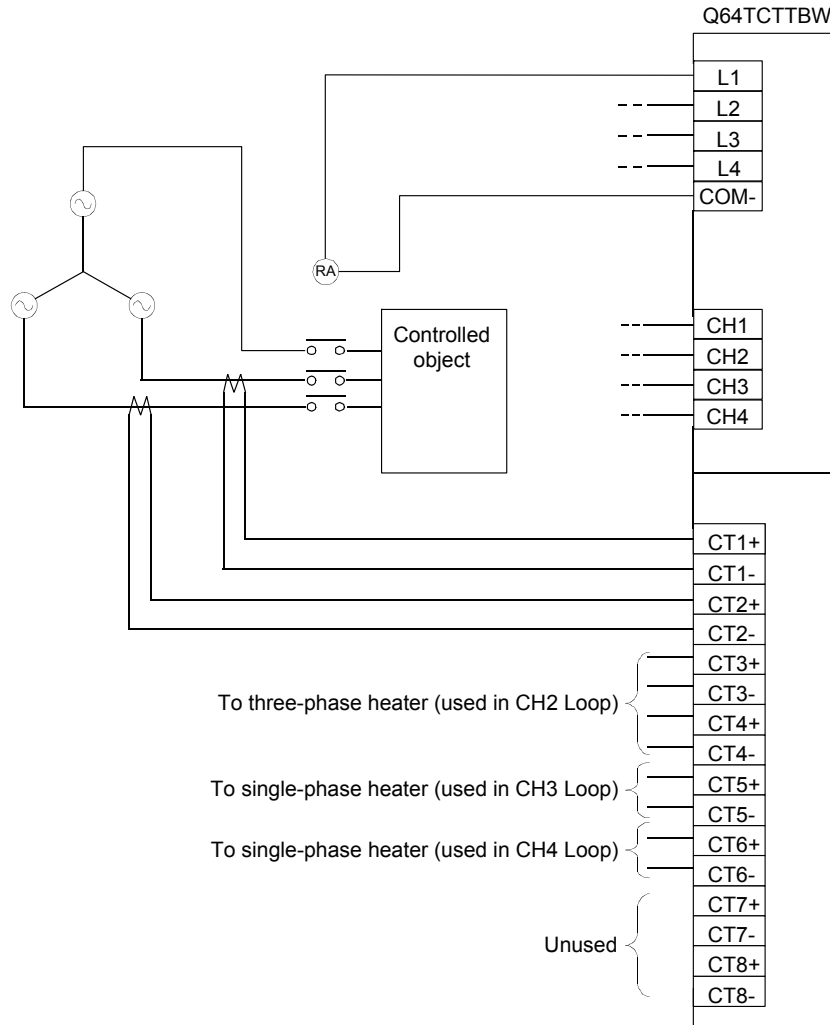 Q64TCTTBW
L1
L2
L3
L4
COM-
RA
Controlled
object
CH1
CH2
CH3
CH4
CT1+
CT1-
CT2+
CT2-
CT3+
To three-phase heater (used in CH2 Loop)
CT3-
CT4+
CT4-
CT5+
To single-phase heater (used in CH3 Loop)
CT5-
CT6+
To single-phase heater (used in CH4 Loop)
CT6-
CT7+
CT7-
Unused
CT8+
CT8-